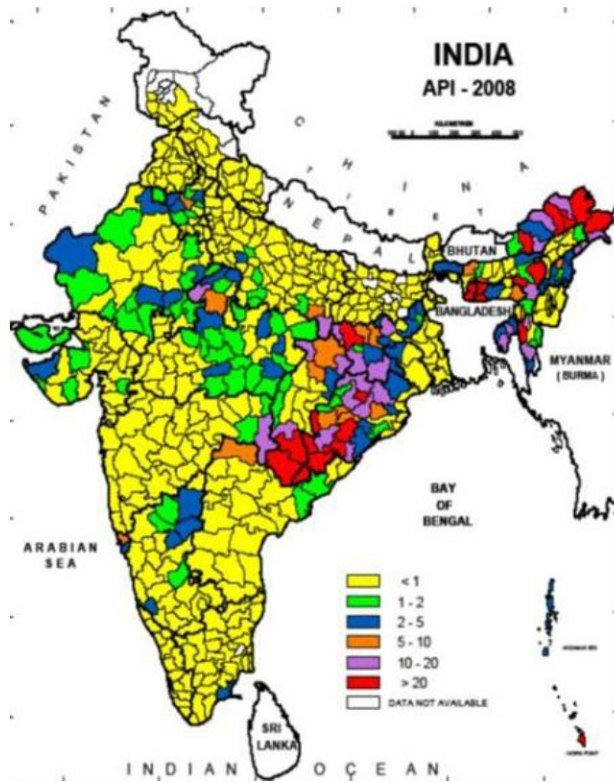 INDIA
API - 2008
KILOMETRES
PAKISTAN
CHINA
TIBET
NEPAL
BHUTAN
BANGLADESH
MYANMAR
(BURMA)
BAY
OF
BENGAL
ARABIAN
SEA
< 1
1 - 2
2 - 5
5 - 10
10 - 20
> 20
DATA NOT AVAILABLE
SRI
LANKA
INDIAN OCEAN